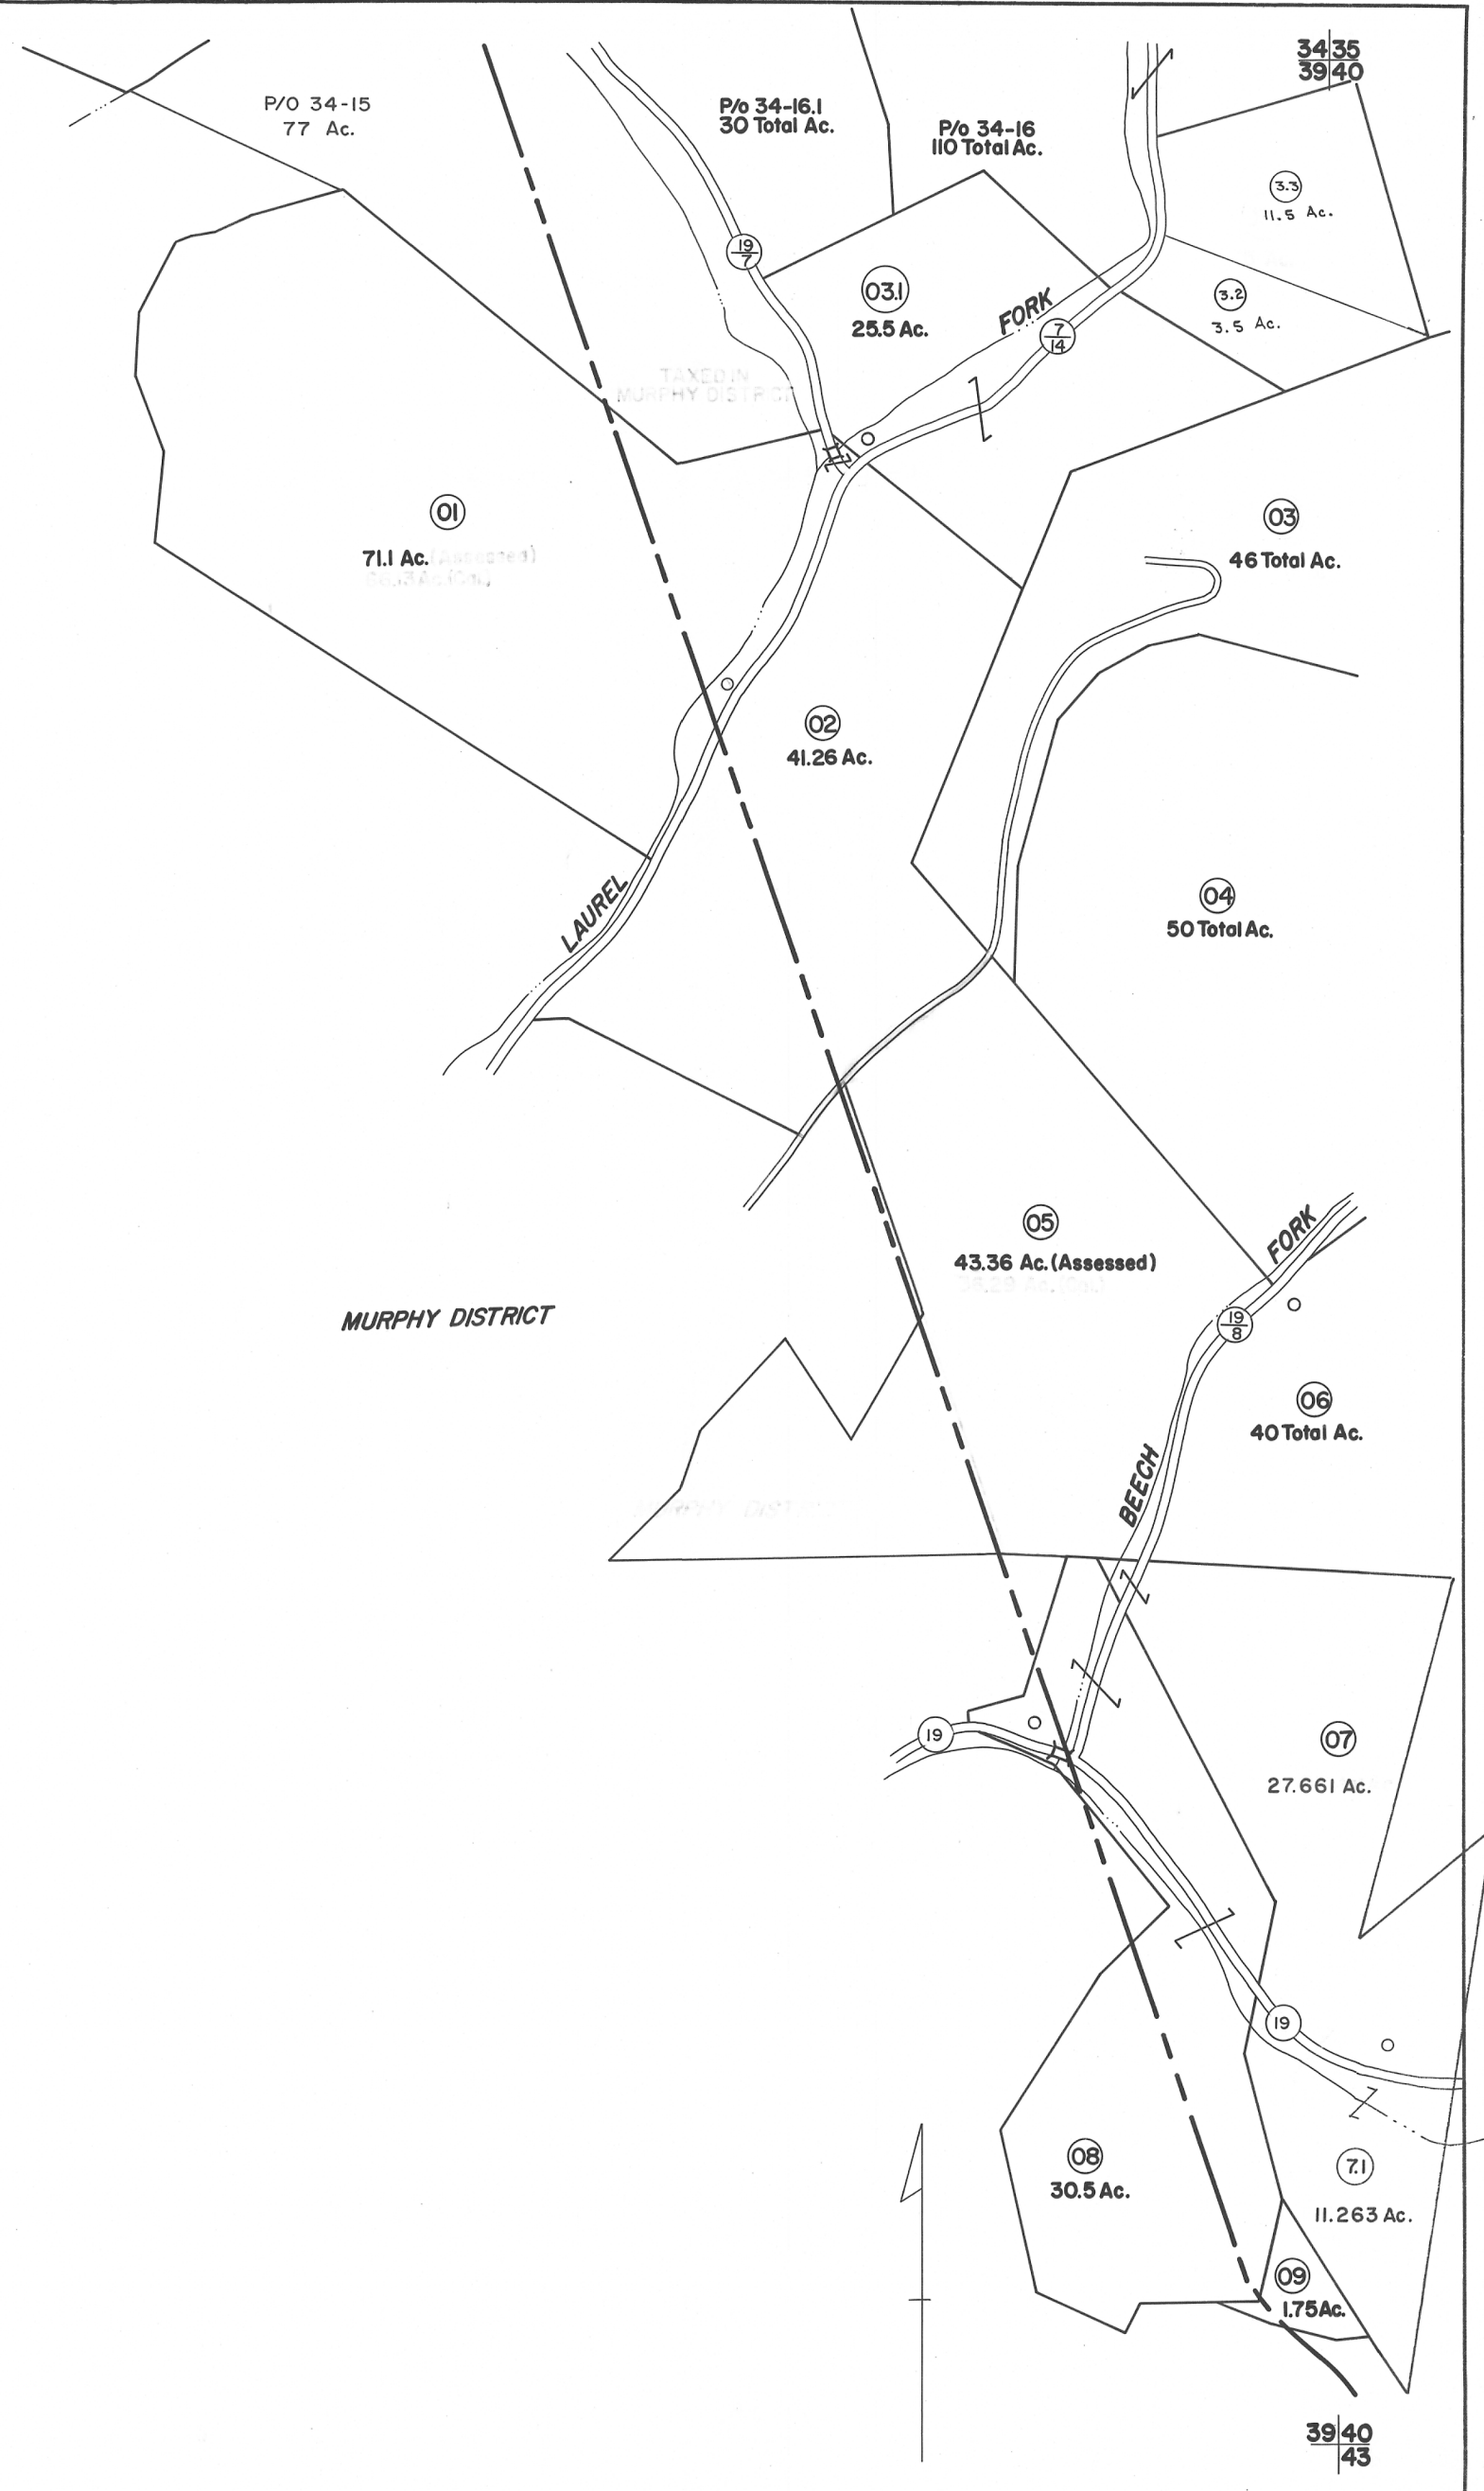 34 35
39 40
P/O 34-15
77 Ac.
P/o 34-16.1
30 Total Ac.
P/o 34-16
110 Total Ac.
3.3
11.5 Ac.
19
7
03.1
25.5 Ac.
FORK
7
14
3.2
3.5 Ac.
TAXED IN
MURPHY DISTRICT
01
71.1 Ac. (Assessed)
03
46 Total Ac.
02
41.26 Ac.
LAUREL
04
50 Total Ac.
05
43.36 Ac. (Assessed)
FORK
19
8
MURPHY DISTRICT
06
40 Total Ac.
BEECH
MURPHY DISTRICT
19
07
27.661 Ac.
19
08
30.5 Ac.
7.1
11.263 Ac.
09
1.75 Ac.
39 40
43